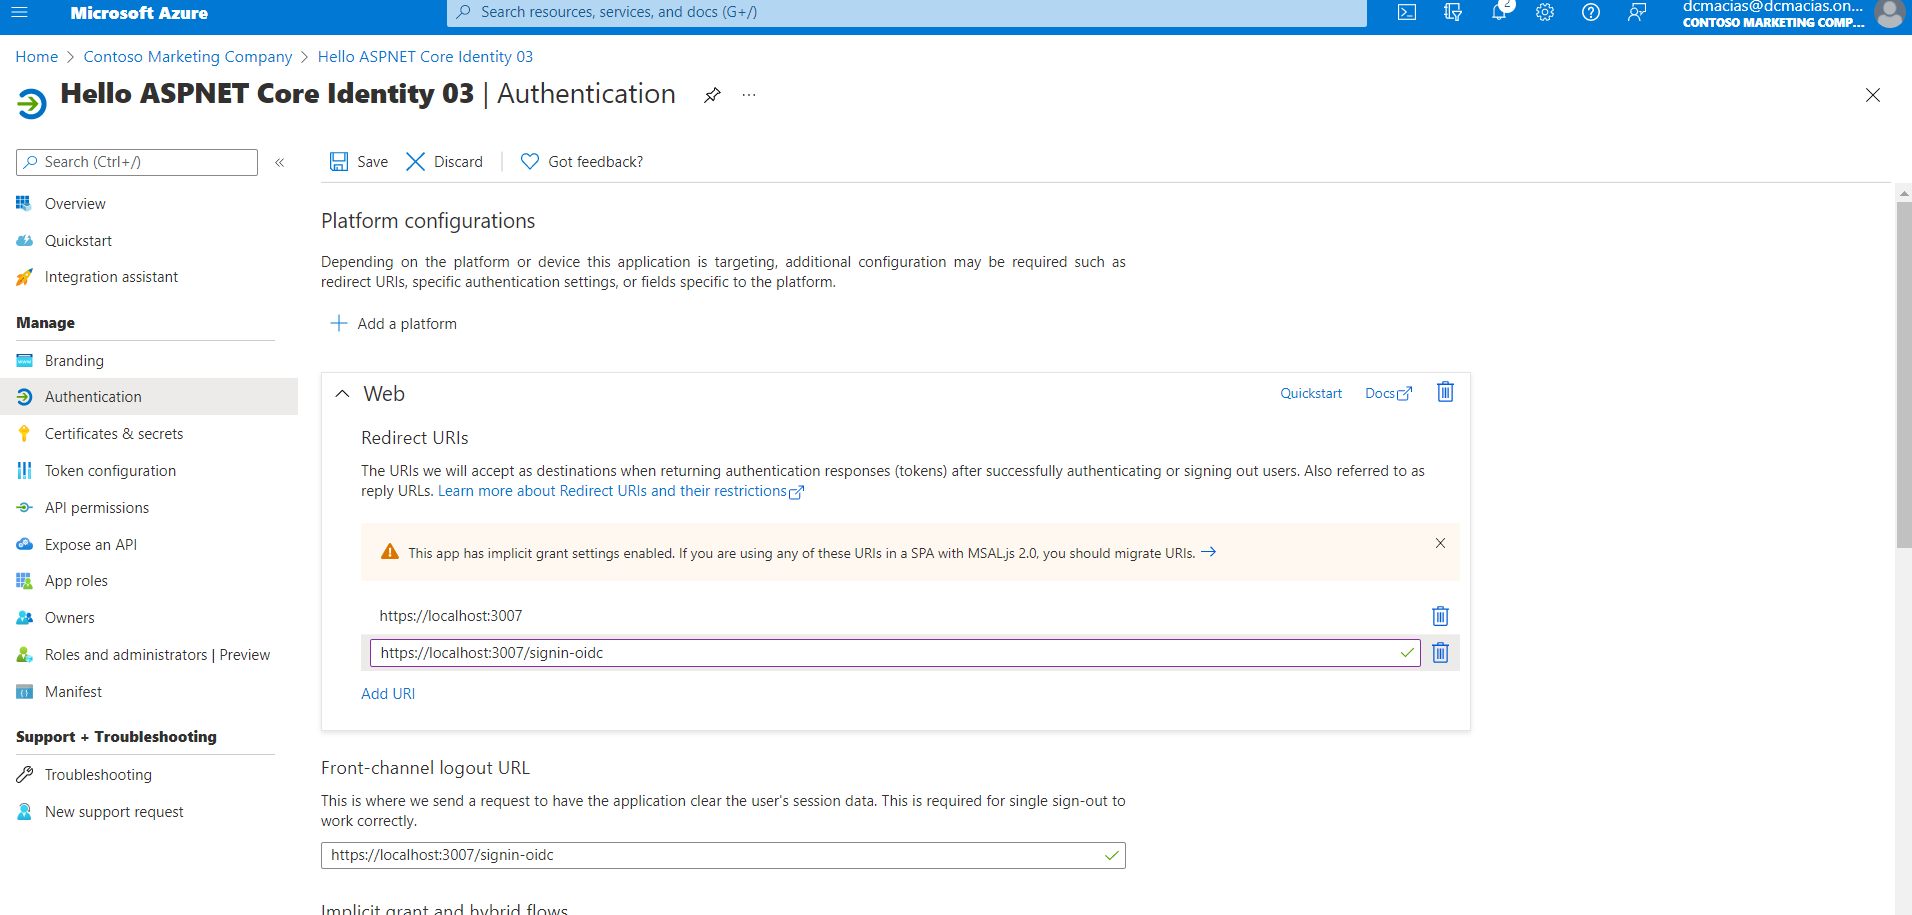 Microsoft Azure
Search resources, services, and docs (G+/)
2
dcmacias@dcmacias.on...
CONTOSO MARKETING COMP...
Home > Contoso Marketing Company > Hello ASPNET Core Identity 03
Hello ASPNET Core Identity 03 | Authentication
Search (Ctrl+/)
Save
Discard
Got feedback?
Overview
Quickstart
Integration assistant
Manage
Branding
Authentication
Certificates & secrets
Token configuration
API permissions
Expose an API
App roles
Owners
Roles and administrators | Preview
Manifest
Support + Troubleshooting
Troubleshooting
New support request
Platform configurations
Depending on the platform or device this application is targeting, additional configuration may be required such as
redirect URIs, specific authentication settings, or fields specific to the platform.
Add a platform
Web
Quickstart
Docs
Redirect URIs
The URIs we will accept as destinations when returning authentication responses (tokens) after successfully authenticating or signing out users. Also referred to as
reply URLs. Learn more about Redirect URIs and their restrictions
This app has implicit grant settings enabled. If you are using any of these URIs in a SPA with MSAL.js 2.0, you should migrate URIs.
https://localhost:3007
https://localhost:3007/signin-oidc
Add URI
Front-channel logout URL
This is where we send a request to have the application clear the user's session data. This is required for single sign-out to
work correctly.
https://localhost:3007/signin-oidc
Implicit grant and hybrid flows